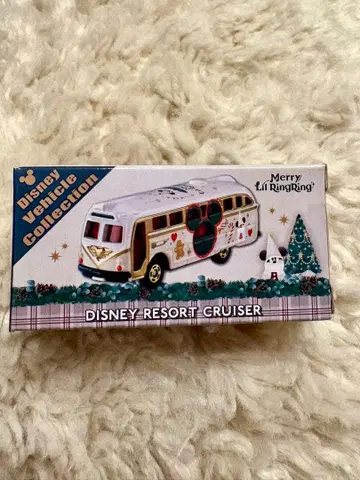 Disney
Vehicle
Collection
Merry
Lil'RingRing
DISNEY RESORT CRUISER